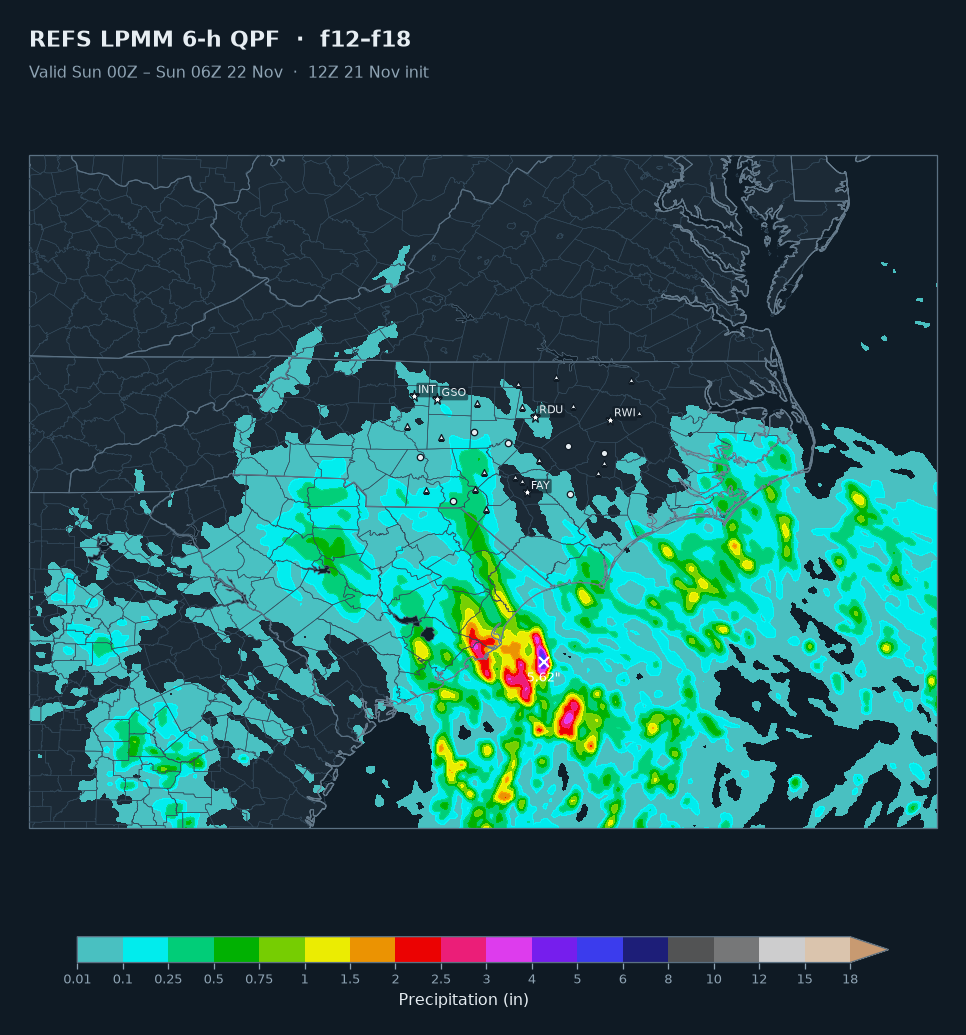 REFS LPMM 6-h QPF · f12–f18
Valid Sun 00Z – Sun 06Z 22 Nov · 12Z 21 Nov init
INT GSO
RDU RWI
FAY
5.62"
0.01 0.1 0.25 0.5 0.75 1 1.5 2 2.5 3 4 5 6 8 10 12 15 18
Precipitation (in)